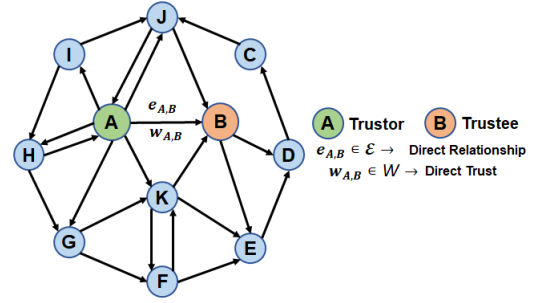 J
I
C
e_{A,B}
A
B
w_{A,B}
H
D
K
G
E
F
A Trustor B Trustee
e_{A,B} ∈ ℰ → Direct Relationship
w_{A,B} ∈ W → Direct Trust